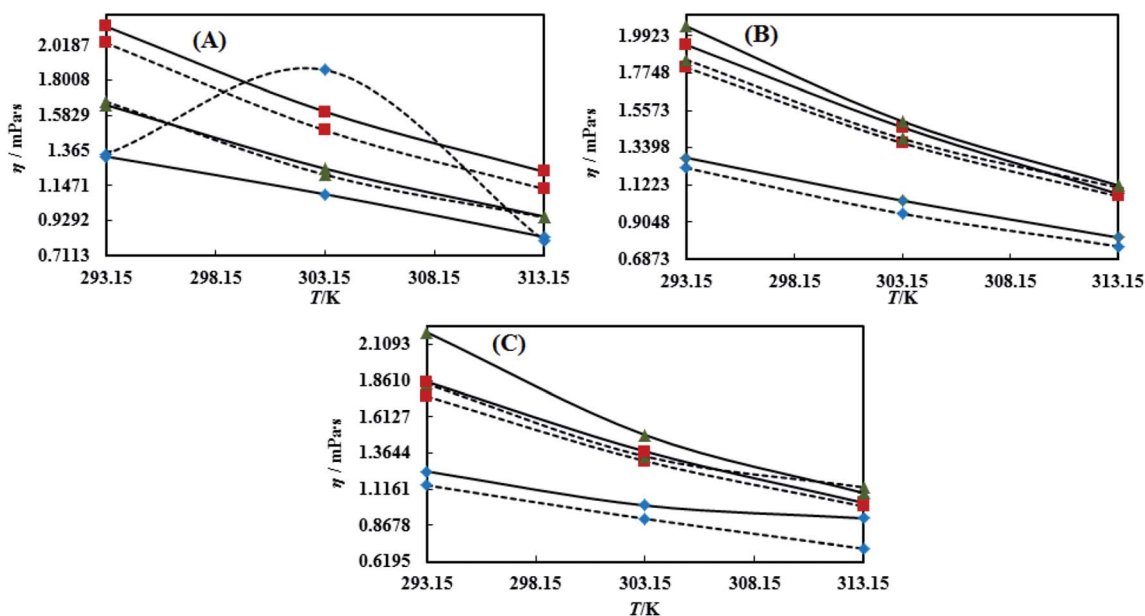 (A)
2.0187
1.8008
1.5829
1.365
1.1471
0.9292
0.7113
η / mPa·s
293.15 298.15 303.15 308.15 313.15
T/K
(B)
1.9923
1.7748
1.5573
1.3398
1.1223
0.9048
0.6873
η / mPa·s
293.15 298.15 303.15 308.15 313.15
T/K
(C)
2.1093
1.8610
1.6127
1.3644
1.1161
0.8678
0.6195
η / mPa·s
293.15 298.15 303.15 308.15 313.15
T/K